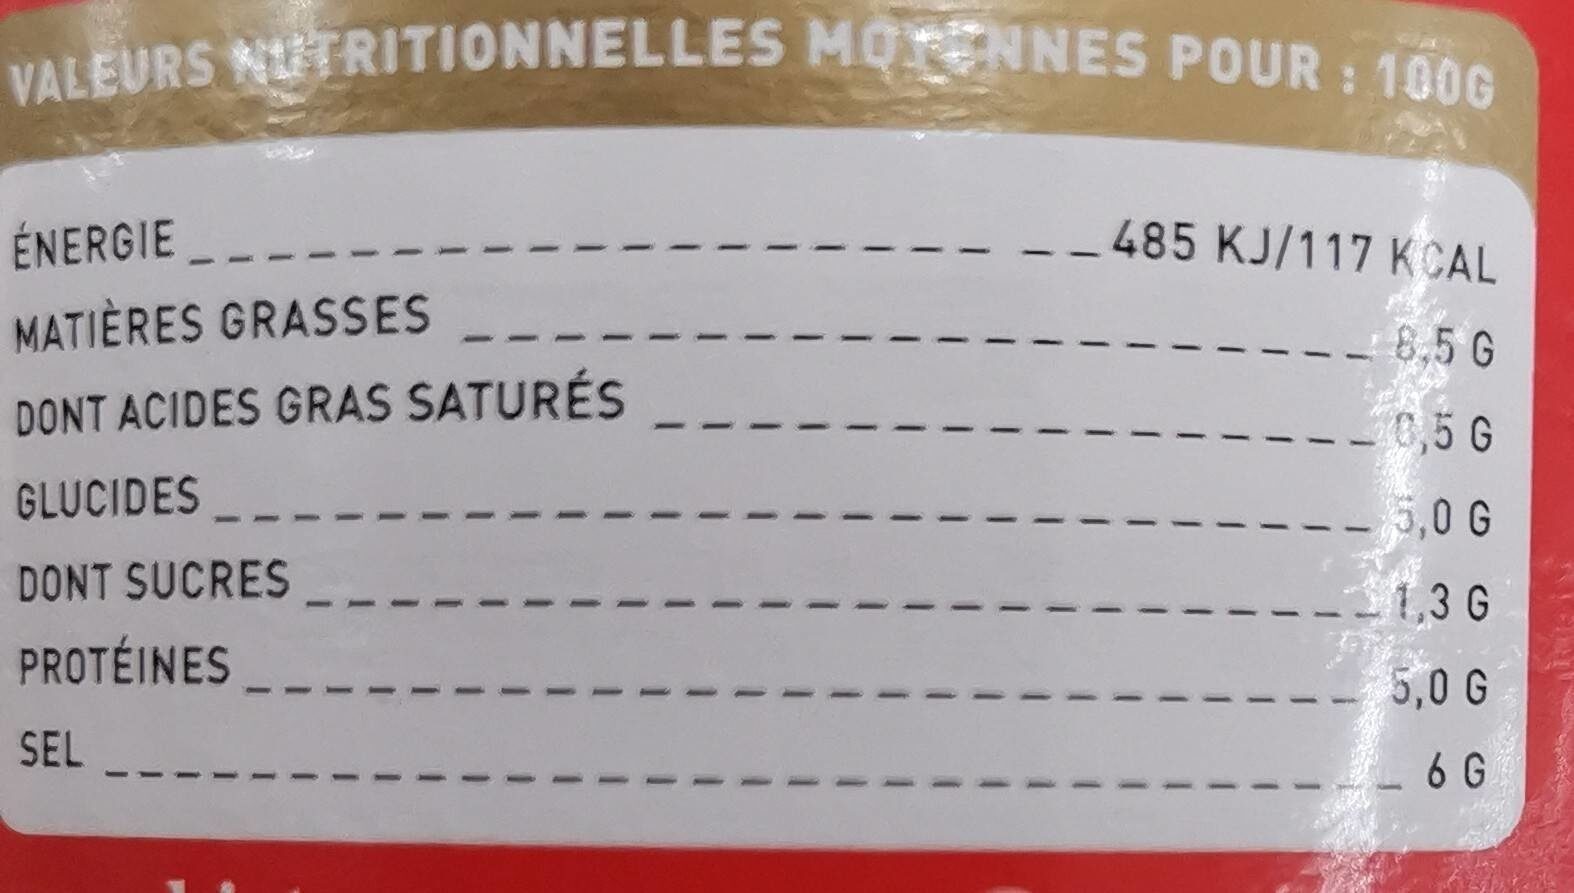 VALEURS NUTRITIONNELLES MOYENNES POUR : 100G
ÉNERGIE 485 KJ/117 KCAL
MATIÈRES GRASSES 8,5 G
DONT ACIDES GRAS SATURÉS 0,5 G
GLUCIDES 5,0 G
DONT SUCRES 1,3 G
PROTÉINES 5,0 G
SEL 6 G